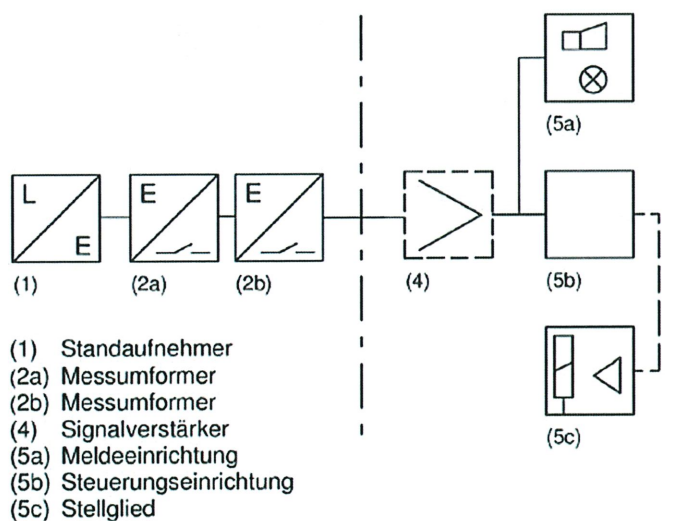 (5a)
L
E
E
E
(1)
(2a)
(2b)
(4)
(5b)
(5c)
(1) Standaufnehmer
(2a) Messumformer
(2b) Messumformer
(4) Signalverstärker
(5a) Meldeeinrichtung
(5b) Steuerungseinrichtung
(5c) Stellglied